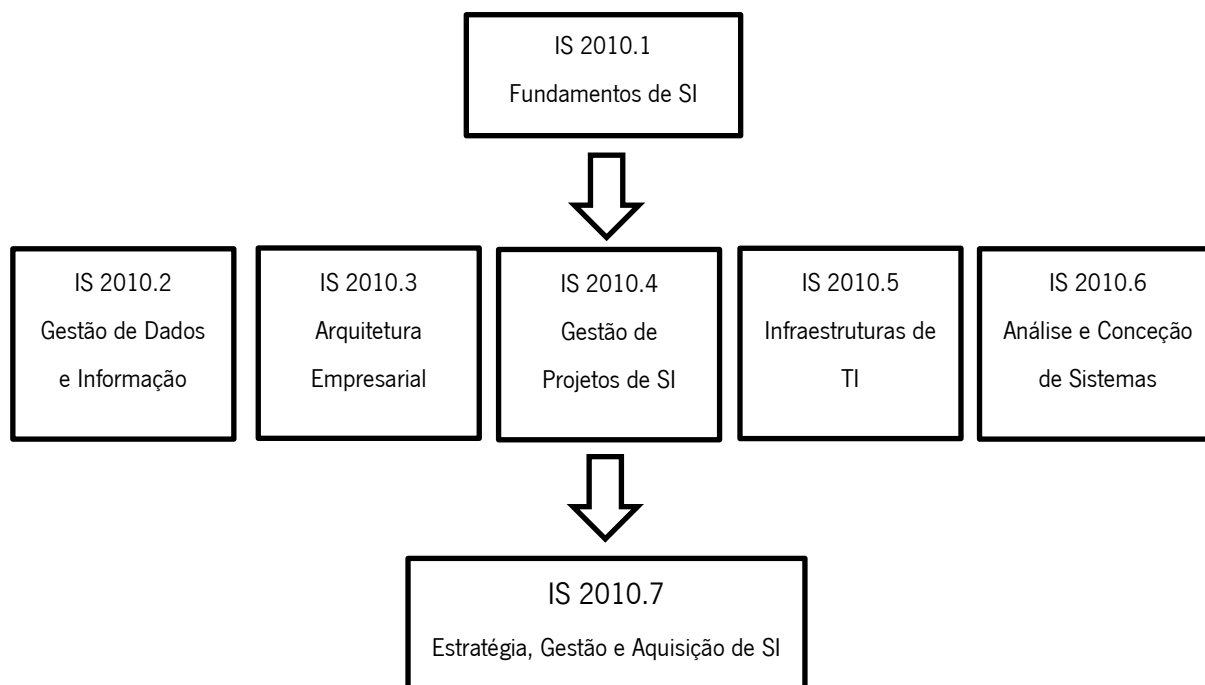 IS 2010.1
Fundamentos de SI
IS 2010.2
Gestão de Dados
e Informação
IS 2010.3
Arquitetura
Empresarial
IS 2010.4
Gestão de
Projetos de SI
IS 2010.5
Infraestruturas de
TI
IS 2010.6
Análise e Conceção
de Sistemas
IS 2010.7
Estratégia, Gestão e Aquisição de SI